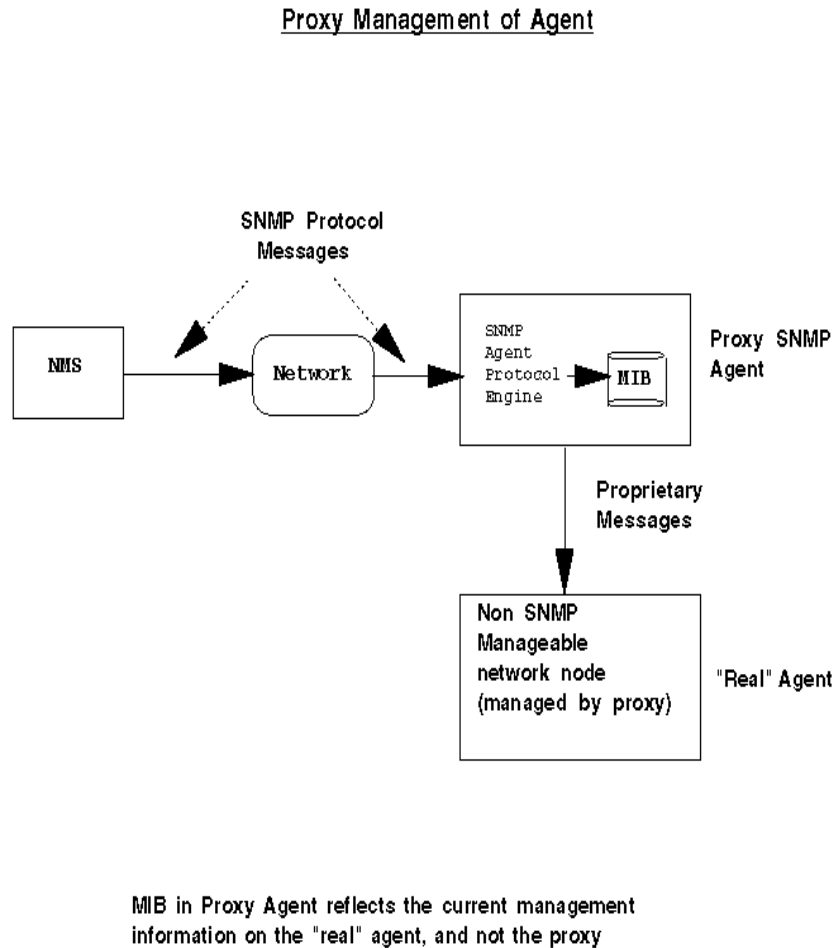 Proxy Management of Agent
SNMP Protocol
Messages
NMS
Network
SNMP
Agent
Protocol
Engine
MIB
Proxy SNMP
Agent
Proprietary
Messages
Non SNMP
Manageable
network node
(managed by proxy)
"Real" Agent
MIB in Proxy Agent reflects the current management
information on the "real" agent, and not the proxy